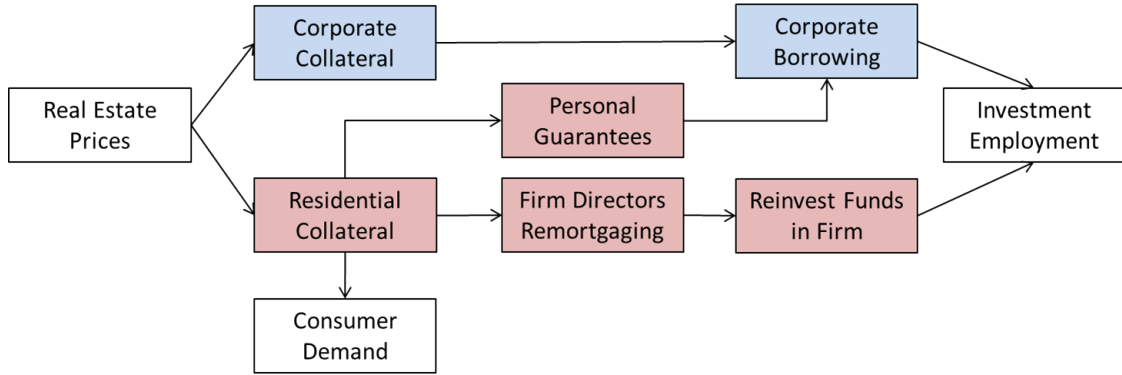 Real Estate
Prices
Corporate
Collateral
Corporate
Borrowing
Personal
Guarantees
Investment
Employment
Residential
Collateral
Firm Directors
Remortgaging
Reinvest Funds
in Firm
Consumer
Demand